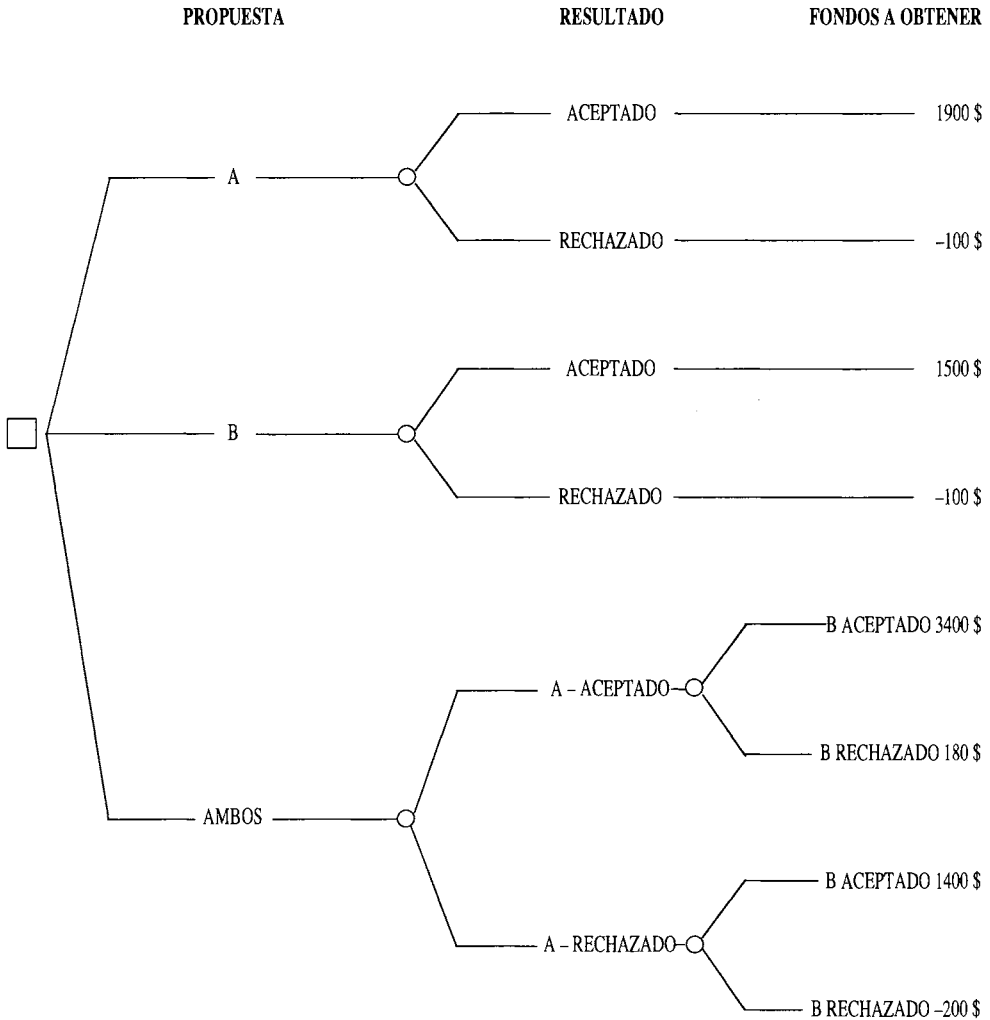 PROPUESTA RESULTADO FONDOS A OBTENER
ACEPTADO 1900 $
A
RECHAZADO –100 $
ACEPTADO 1500 $
B
RECHAZADO –100 $
B ACEPTADO 3400 $
A – ACEPTADO
B RECHAZADO 180 $
AMBOS
B ACEPTADO 1400 $
A – RECHAZADO
B RECHAZADO –200 $